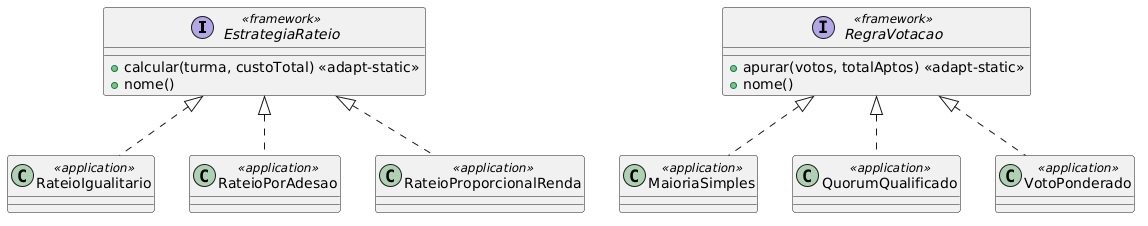 I
«framework»
EstrategiaRateio
calcular(turma, custoTotal) «adapt-static»
nome()
I
«framework»
RegraVotacao
apurar(votos, totalAptos) «adapt-static»
nome()
C
«application»
RateioIgualitario
C
«application»
RateioPorAdesao
C
«application»
RateioProporcionalRenda
C
«application»
MaioriaSimples
C
«application»
QuorumQualificado
C
«application»
VotoPonderado